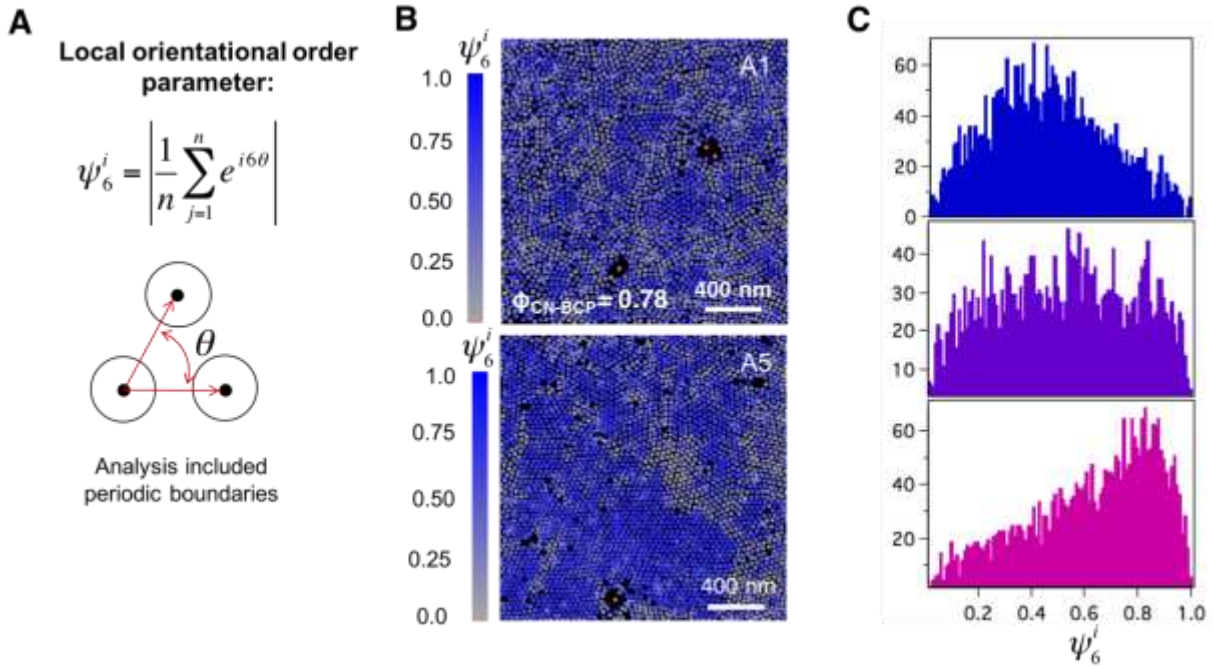 A
Local orientational order
parameter:
ψ₆ⁱ = | 1/n ∑ⱼ₌₁ⁿ e^{i6θ} |
θ
Analysis included
periodic boundaries
B
ψ₆ⁱ
1.0
0.75
0.50
0.25
0.0
A1
Φ_CN-BCP = 0.78
400 nm
ψ₆ⁱ
1.0
0.75
0.50
0.25
0.0
A5
400 nm
C
60
40
20
0
40
30
20
10
60
40
20
0.2 0.4 0.6 0.8 1.0
ψ₆ⁱ